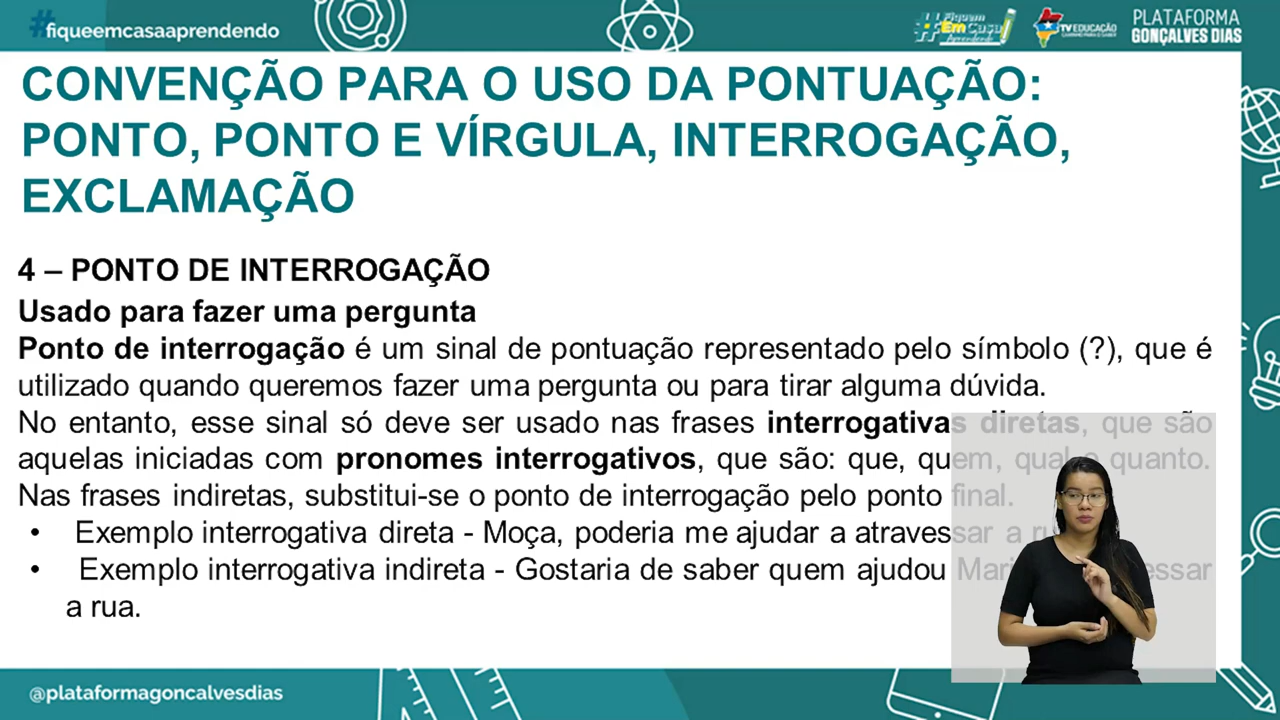 #fiqueemcasaaprendendo
#Fiquem
Em Casa
Aprendendo
TV EDUCAÇÃO
PLATAFORMA
GONÇALVES DIAS
CONVENÇÃO PARA O USO DA PONTUAÇÃO:
PONTO, PONTO E VÍRGULA, INTERROGAÇÃO,
EXCLAMAÇÃO
4 – PONTO DE INTERROGAÇÃO
Usado para fazer uma pergunta
Ponto de interrogação é um sinal de pontuação representado pelo símbolo (?), que é
utilizado quando queremos fazer uma pergunta ou para tirar alguma dúvida.
No entanto, esse sinal só deve ser usado nas frases interrogativas diretas, que são
aquelas iniciadas com pronomes interrogativos, que são: que, quem, qual e quanto.
Nas frases indiretas, substitui-se o ponto de interrogação pelo ponto final.
• Exemplo interrogativa direta - Moça, poderia me ajudar a atravessar a
• Exemplo interrogativa indireta - Gostaria de saber quem ajudou
a rua.
@plataformagoncalvesdias